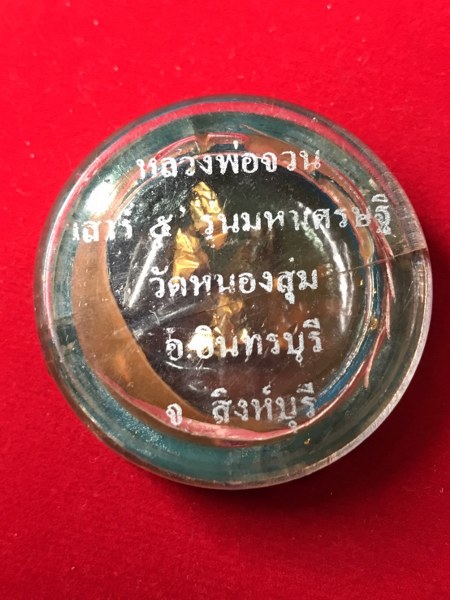 หลวงพ่อจวน
เสาร์ ๕ รุ่นมหาเศรษฐี
วัดหนองสุ่ม
อ.อินทรบุรี
จ. สิงห์บุรี